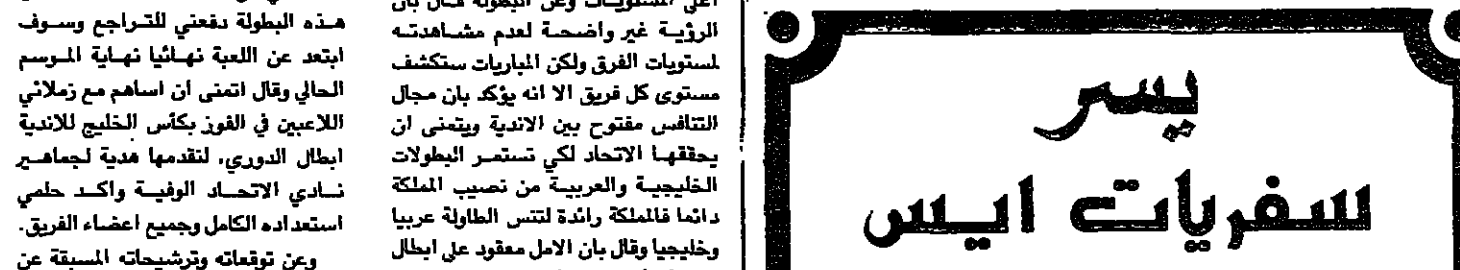 الرؤية غير واضحة لعدم مشاهدته
لمستويات الفرق ولكن المباريات ستكشف
مستوى كل فريق الا انه يؤكد بان مجال
التنافس مفتوح بين الاندية ويتمنى ان
يحققها الاتحاد لكي تستمر البطولات
الخليجية والعربية من نصيب المملكة
دائما فالمملكة رائدة لتنس الطاولة عربيا
وخليجيا وقال بان الامل معقود على ابطال
هذه البطولة دفعني للتراجع وسوف
ابتعد عن اللعبة نهائيا نهاية الموسم
الحالي وقال اتمنى ان اساهم مع زملائي
اللاعبين في الفوز بكأس الخليج للاندية
ابطال الدوري، لنقدمها هدية لجماهير
نادي الاتحاد الوفية واكد حلمي
استعداده الكامل وجميع اعضاء الفريق.
وعن توقعاته وترشيحاته المسبقة عن
يسر
سفريات ايس